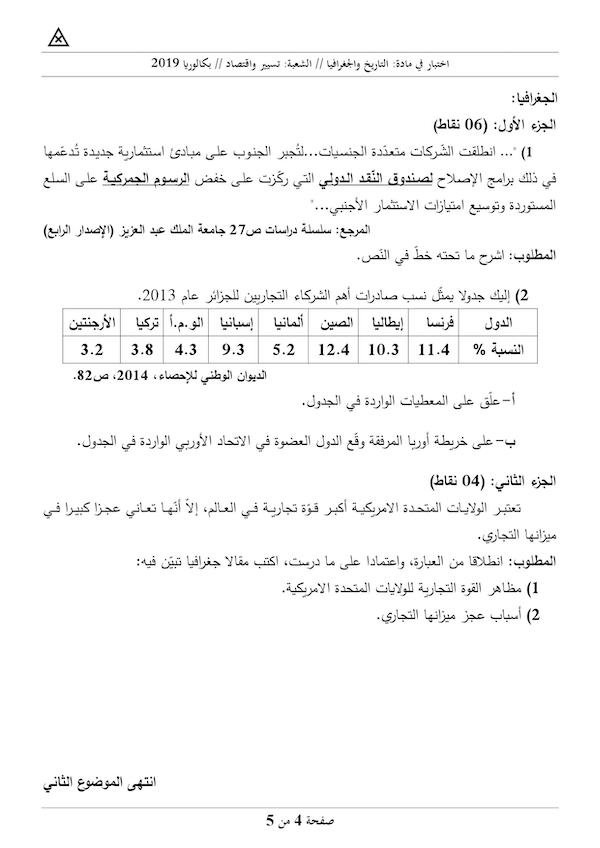 اختبار في مادة: التاريخ والجغرافيا // الشعبة: تسيير واقتصاد // بكالوريا 2019
الجغرافيا:
الجزء الأول: (06 نقاط)
1) "... انطلقت الشّركات متعدّدة الجنسيات...لتُجبر الجنوب على مبادئ استثمارية جديدة تُدعّمها
في ذلك برامج الإصلاح لصندوق النّقد الدولي التي ركّزت على خفض الرسوم الجمركية على السلع
المستوردة وتوسيع امتيازات الاستثمار الأجنبي..."
المرجع: سلسلة دراسات ص27 جامعة الملك عبد العزيز (الإصدار الرابع)
المطلوب: اشرح ما تحته خطّ في النّص.
2) إليك جدولا يمثّل نسب صادرات أهم الشركاء التجاريين للجزائر عام 2013.
الدول فرنسا إيطاليا الصين ألمانيا إسبانيا الو.م.أ تركيا الأرجنتين
النسبة % 11.4 10.3 12.4 5.2 9.3 4.3 3.8 3.2
الديوان الوطني للإحصاء، 2014، ص82.
أ- علّق على المعطيات الواردة في الجدول.
ب- على خريطة أوربا المرفقة وقّع الدول العضوة في الاتحاد الأوربي الواردة في الجدول.
الجزء الثاني: (04 نقاط)
تعتبر الولايات المتحدة الامريكية أكبر قوّة تجارية في العالم، إلاّ أنّها تعاني عجزا كبيرا في
ميزانها التجاري.
المطلوب: انطلاقا من العبارة، واعتمادا على ما درست، اكتب مقالا جغرافيا تبيّن فيه:
1) مظاهر القوة التجارية للولايات المتحدة الامريكية.
2) أسباب عجز ميزانها التجاري.
انتهى الموضوع الثاني
صفحة 4 من 5